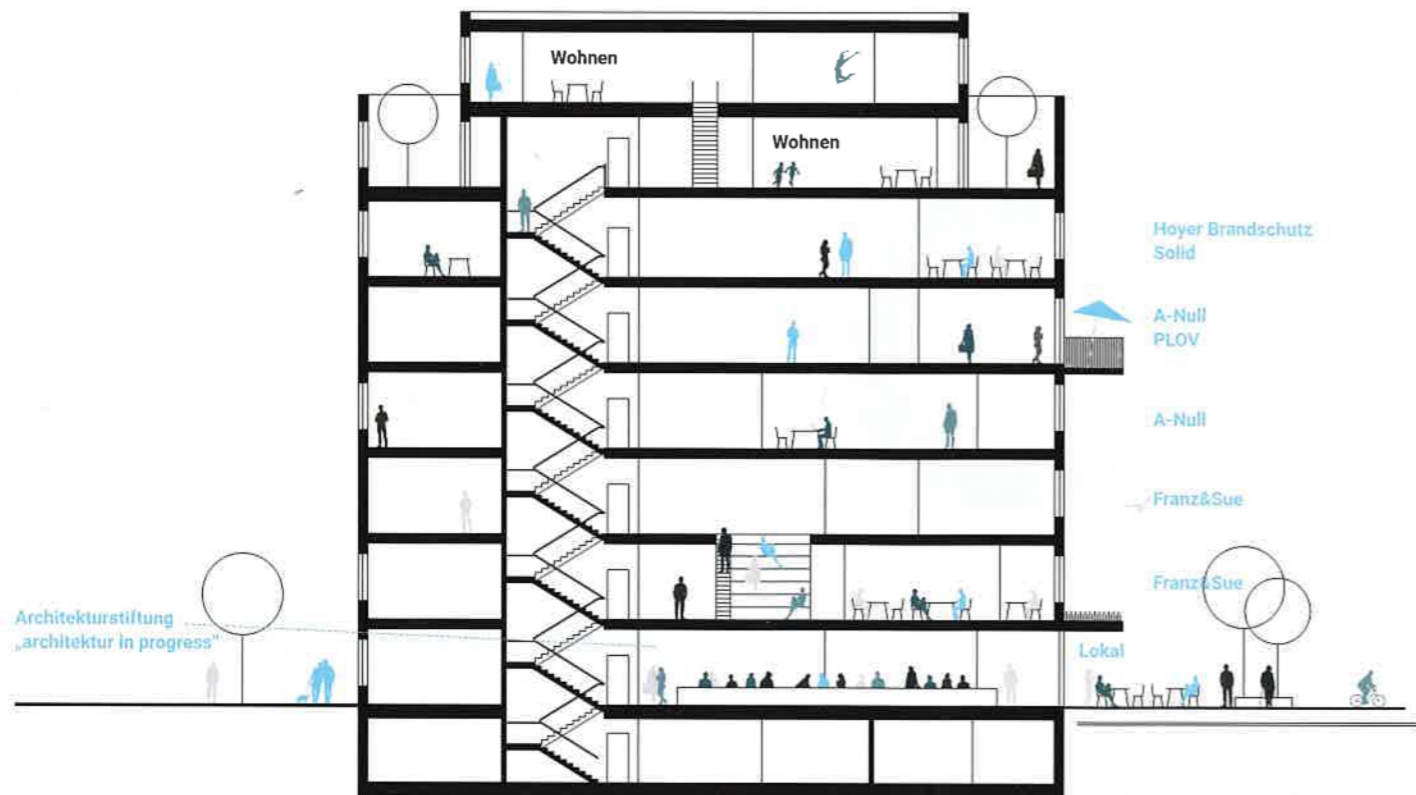 Wohnen
Wohnen
Hoyer Brandschutz
Solid
A-Null
PLOV
A-Null
Franz&Sue
Franz&Sue
Architekturstiftung
„architektur in progress"
Lokal